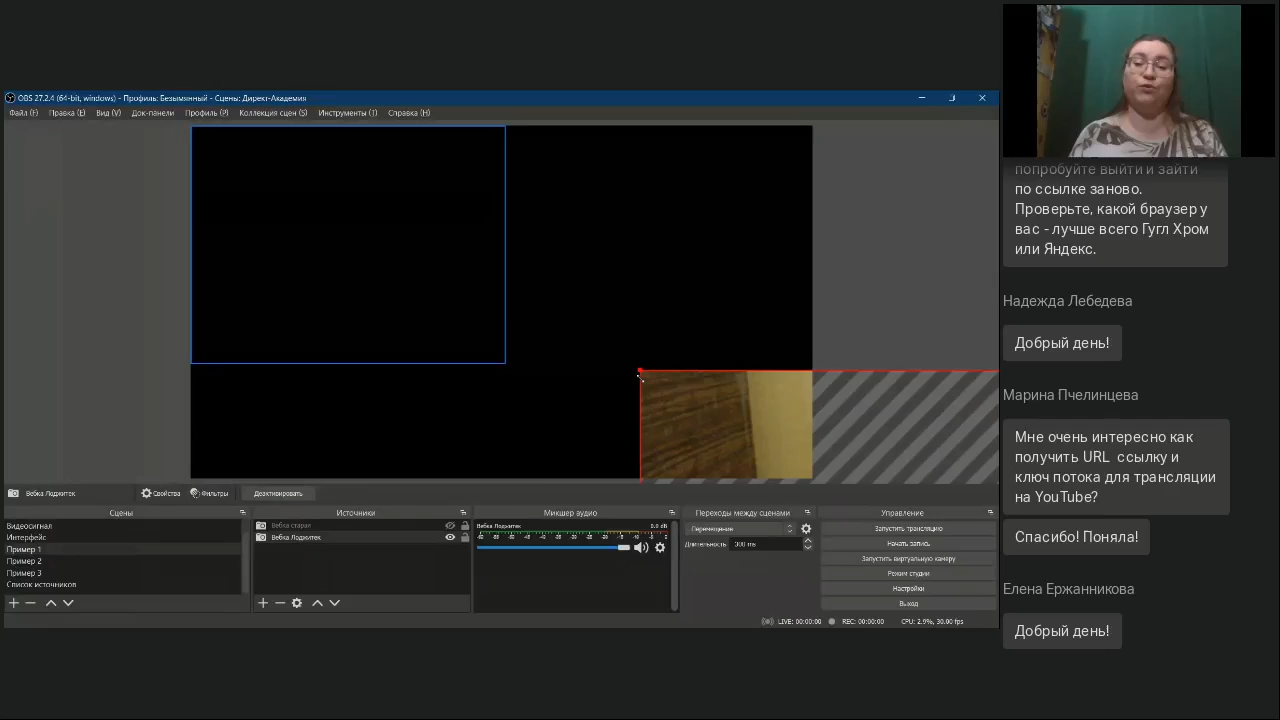 OBS 27.2.4 (64-bit, windows) - Профиль: Безымянный - Сцены: Директ-Академия
Файл (F) Правка (E) Вид (V) Док-панели Профиль (P) Коллекция сцен (S) Инструменты (T) Справка (H)
Вебка Лоджитек Свойства Фильтры Деактивировать
Сцены
Видеосигнал
Интерфейс
Пример 1
Пример 2
Пример 3
Список источников
Источники
Вебка старая
Вебка Лоджитек
Микшер аудио
Вебка Лоджитек 0.0 dB
Переходы между сценами
Перемещение
Длительность 300 ms
Управление
Запустить трансляцию
Начать запись
Запустить виртуальную камеру
Режим студии
Настройки
Выход
LIVE: 00:00:00 REC: 00:00:00 CPU: 2.9%, 30.00 fps
попробуйте выйти и зайти
по ссылке заново.
Проверьте, какой браузер у
вас - лучше всего Гугл Хром
или Яндекс.
Надежда Лебедева
Добрый день!
Марина Пчелинцева
Мне очень интересно как
получить URL ссылку и
ключ потока для трансляции
на YouTube?
Спасибо! Поняла!
Елена Ержанникова
Добрый день!